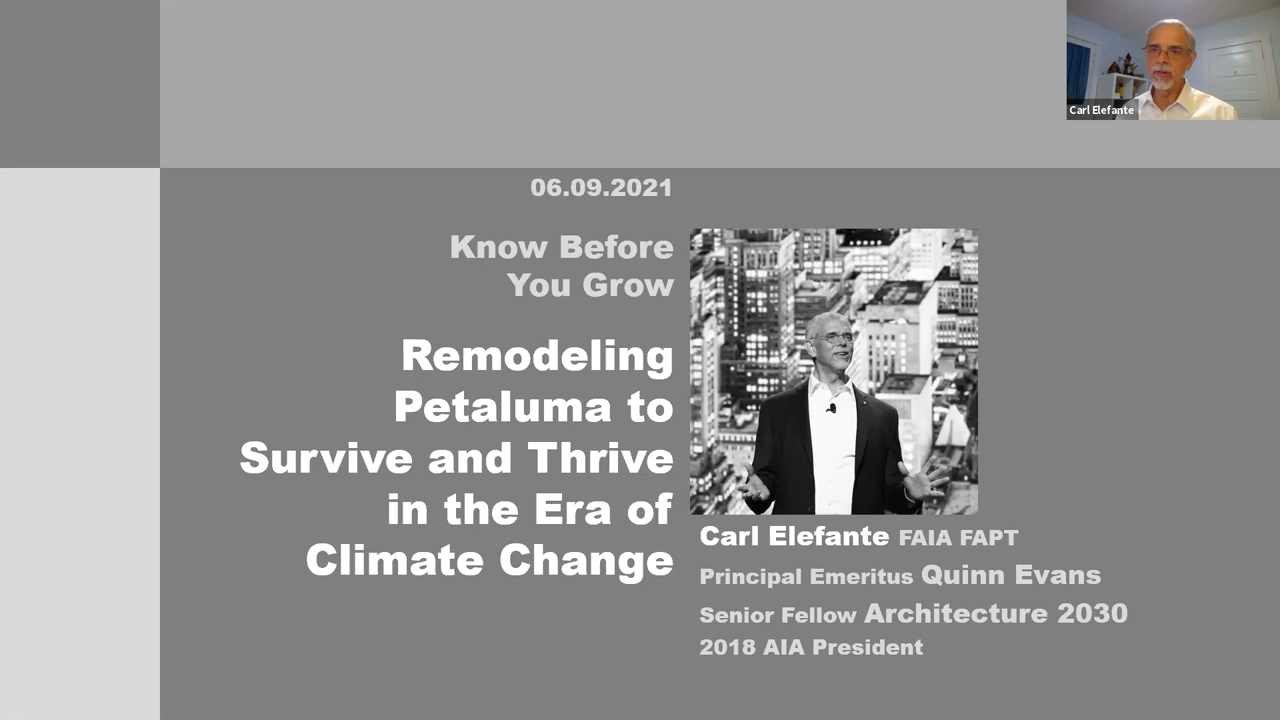 Carl Elefante
06.09.2021
Know Before
You Grow
Remodeling
Petaluma to
Survive and Thrive
in the Era of
Climate Change
Carl Elefante FAIA FAPT
Principal Emeritus Quinn Evans
Senior Fellow Architecture 2030
2018 AIA President